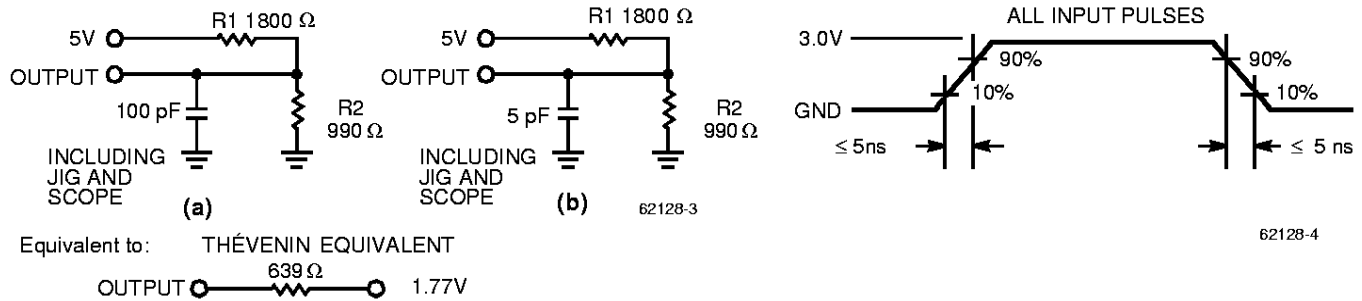 R1 1800 Ω
5V
OUTPUT
100 pF
R2
990 Ω
INCLUDING
JIG AND
SCOPE
(a)
R1 1800 Ω
5V
OUTPUT
5 pF
R2
990 Ω
INCLUDING
JIG AND
SCOPE
(b)
62128-3
ALL INPUT PULSES
3.0V
90%
90%
10%
10%
GND
≤ 5ns
≤ 5 ns
62128-4
Equivalent to: THÉVENIN EQUIVALENT
639 Ω
OUTPUT
1.77V